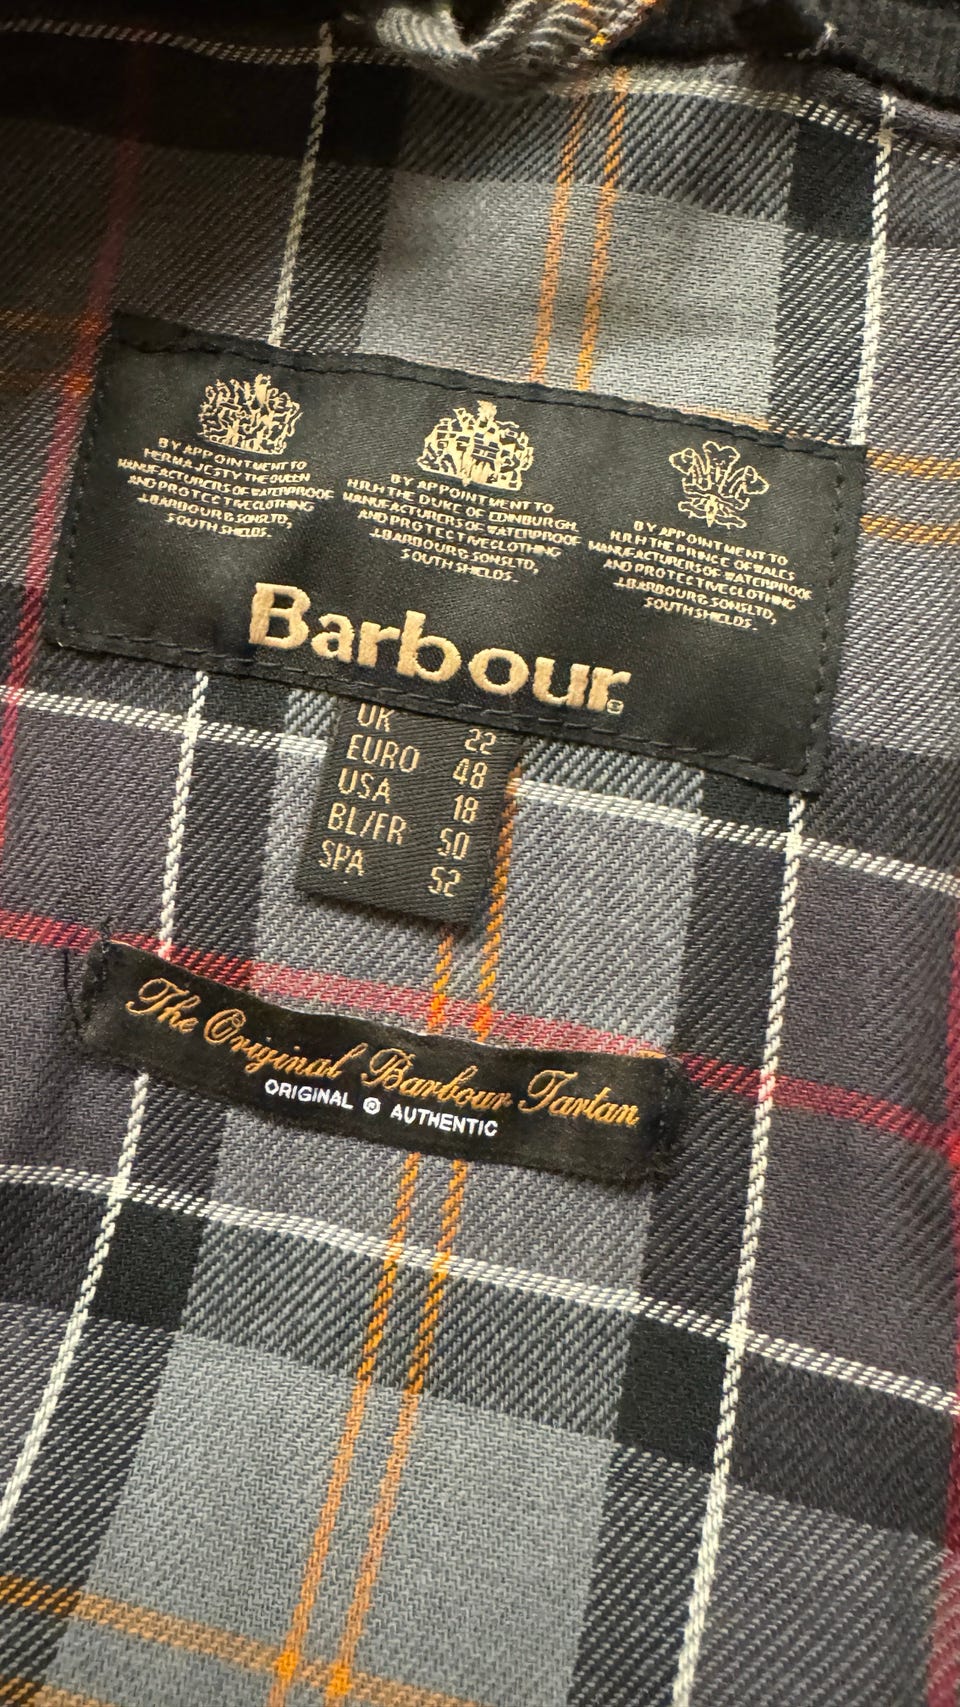 BY APPOINTMENT TO
HER MAJESTY THE QUEEN
MANUFACTURERS OF WATERPROOF
AND PROTECTIVE CLOTHING
J. BARBOUR & SONS LTD,
SOUTH SHIELDS.
BY APPOINTMENT TO
H.R.H THE DUKE OF EDINBURGH.
MANUFACTURERS OF WATERPROOF
AND PROTECTIVE CLOTHING
J. BARBOUR & SONS LTD,
SOUTH SHIELDS.
BY APPOINTMENT TO
H.R.H THE PRINCE OF WALES
MANUFACTURERS OF WATERPROOF
AND PROTECTIVE CLOTHING
J. BARBOUR & SONS LTD,
SOUTH SHIELDS.
Barbour®
UK 22
EURO 48
USA 18
BL/FR 50
SPA 52
The Original Barbour Tartan
ORIGINAL ® AUTHENTIC